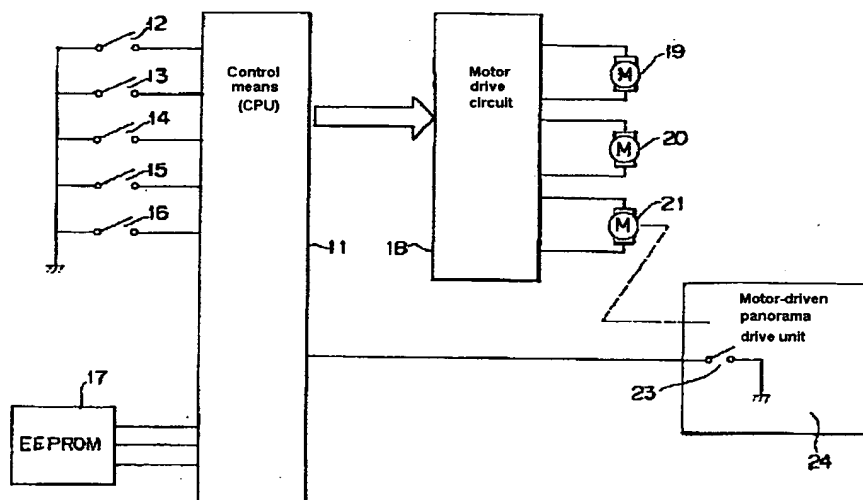 12
13
14
15
16
Control
means
(CPU)
11
Motor
drive
circuit
18
M
19
M
20
M
21
Motor-driven
panorama
drive unit
23
24
17
EEPROM